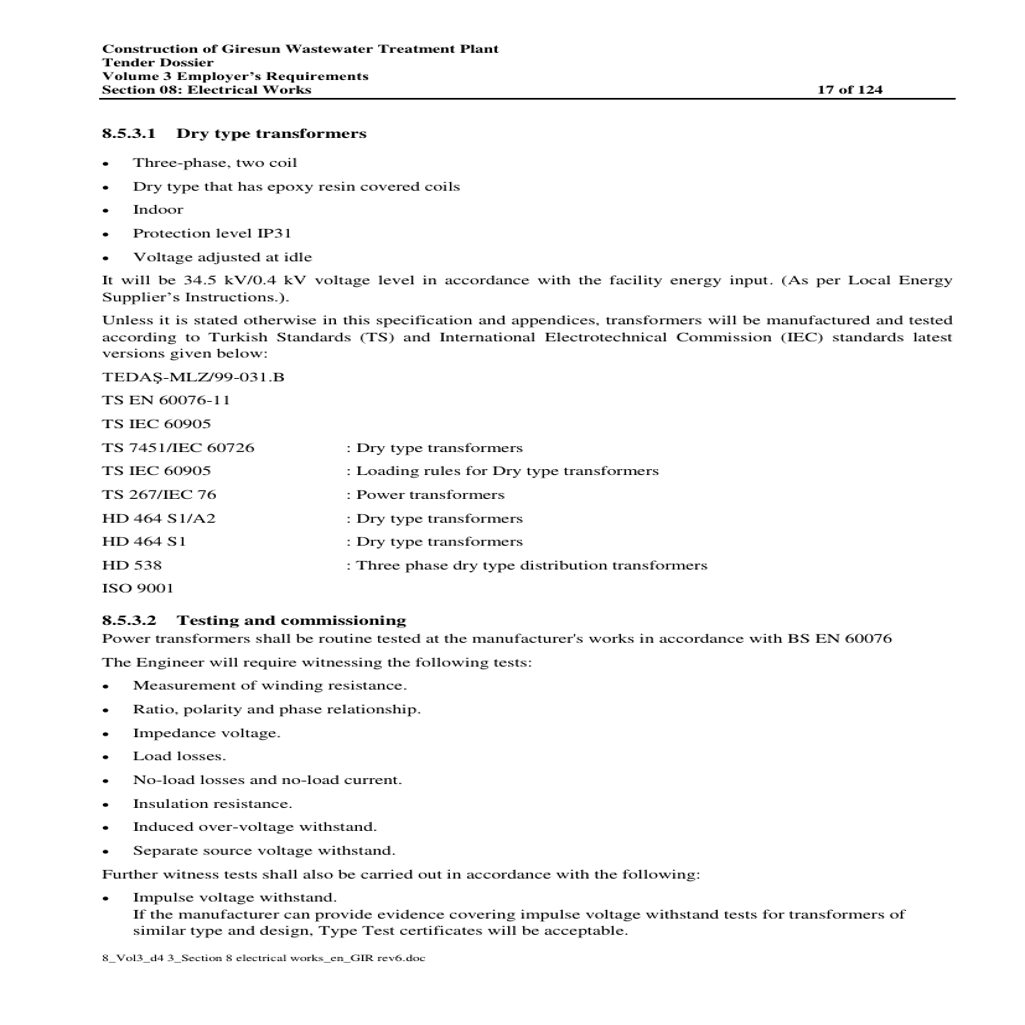 Construction of Giresun Wastewater Treatment Plant
Tender Dossier
Volume 3 Employer's Requirements
Section 08: Electrical Works 17 of 124
8.5.3.1 Dry type transformers
• Three-phase, two coil
• Dry type that has epoxy resin covered coils
• Indoor
• Protection level IP31
• Voltage adjusted at idle
It will be 34.5 kV/0.4 kV voltage level in accordance with the facility energy input. (As per Local Energy
Supplier's Instructions.).
Unless it is stated otherwise in this specification and appendices, transformers will be manufactured and tested
according to Turkish Standards (TS) and International Electrotechnical Commission (IEC) standards latest
versions given below:
TEDAŞ-MLZ/99-031.B
TS EN 60076-11
TS IEC 60905
TS 7451/IEC 60726 : Dry type transformers
TS IEC 60905 : Loading rules for Dry type transformers
TS 267/IEC 76 : Power transformers
HD 464 S1/A2 : Dry type transformers
HD 464 S1 : Dry type transformers
HD 538 : Three phase dry type distribution transformers
ISO 9001
8.5.3.2 Testing and commissioning
Power transformers shall be routine tested at the manufacturer's works in accordance with BS EN 60076
The Engineer will require witnessing the following tests:
• Measurement of winding resistance.
• Ratio, polarity and phase relationship.
• Impedance voltage.
• Load losses.
• No-load losses and no-load current.
• Insulation resistance.
• Induced over-voltage withstand.
• Separate source voltage withstand.
Further witness tests shall also be carried out in accordance with the following:
• Impulse voltage withstand.
If the manufacturer can provide evidence covering impulse voltage withstand tests for transformers of
similar type and design, Type Test certificates will be acceptable.
8_Vol3_d4 3_Section 8 electrical works_en_GIR rev6.doc